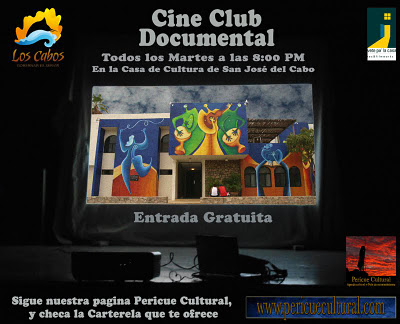 Cine Club
Documental
Todos los Martes a las 8:00 PM
En la Casa de Cultura de San José del Cabo
Los Cabos
Entrada Gratuita
Pericue Cultural
Sigue nuestra pagina Pericue Cultural,
y checa la Carterela que te ofrece
www.pericuecultural.com